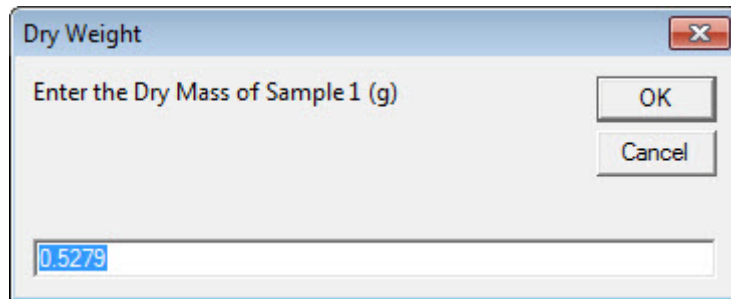 Dry Weight
Enter the Dry Mass of Sample 1 (g)
OK
Cancel
0.5279